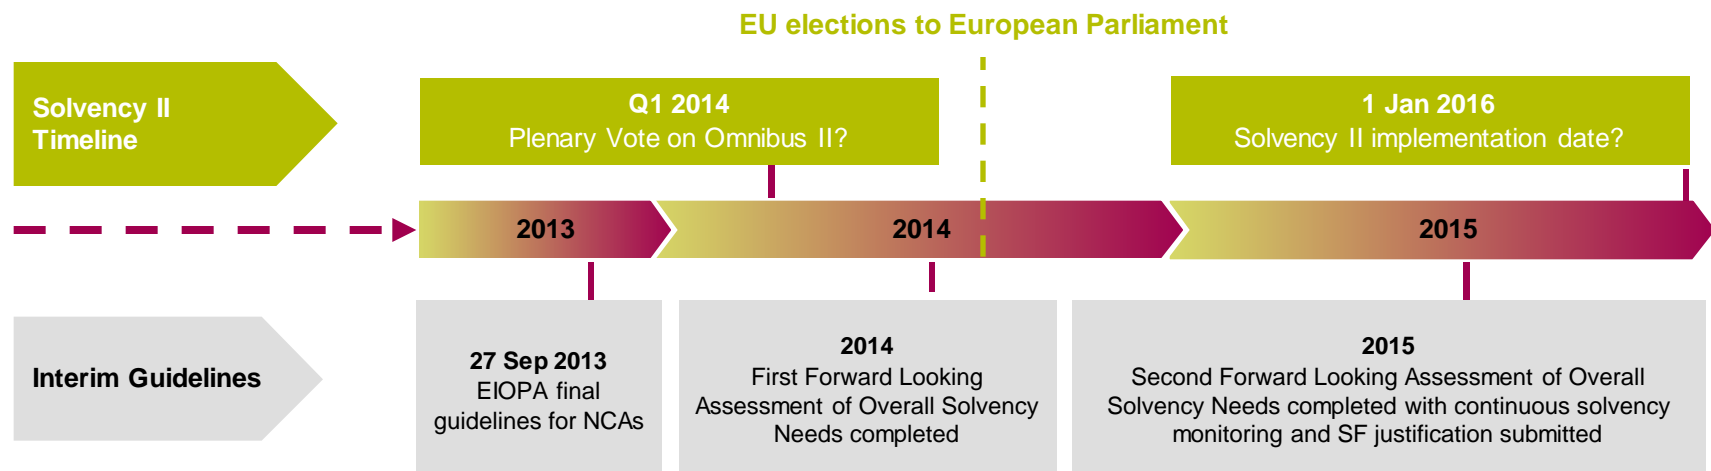 EU elections to European Parliament
Solvency II
Timeline
Q1 2014
Plenary Vote on Omnibus II?
1 Jan 2016
Solvency II implementation date?
2013
2014
2015
Interim Guidelines
27 Sep 2013
EIOPA final
guidelines for NCAs
2014
First Forward Looking
Assessment of Overall Solvency
Needs completed
2015
Second Forward Looking Assessment of Overall
Solvency Needs completed with continuous solvency
monitoring and SF justification submitted